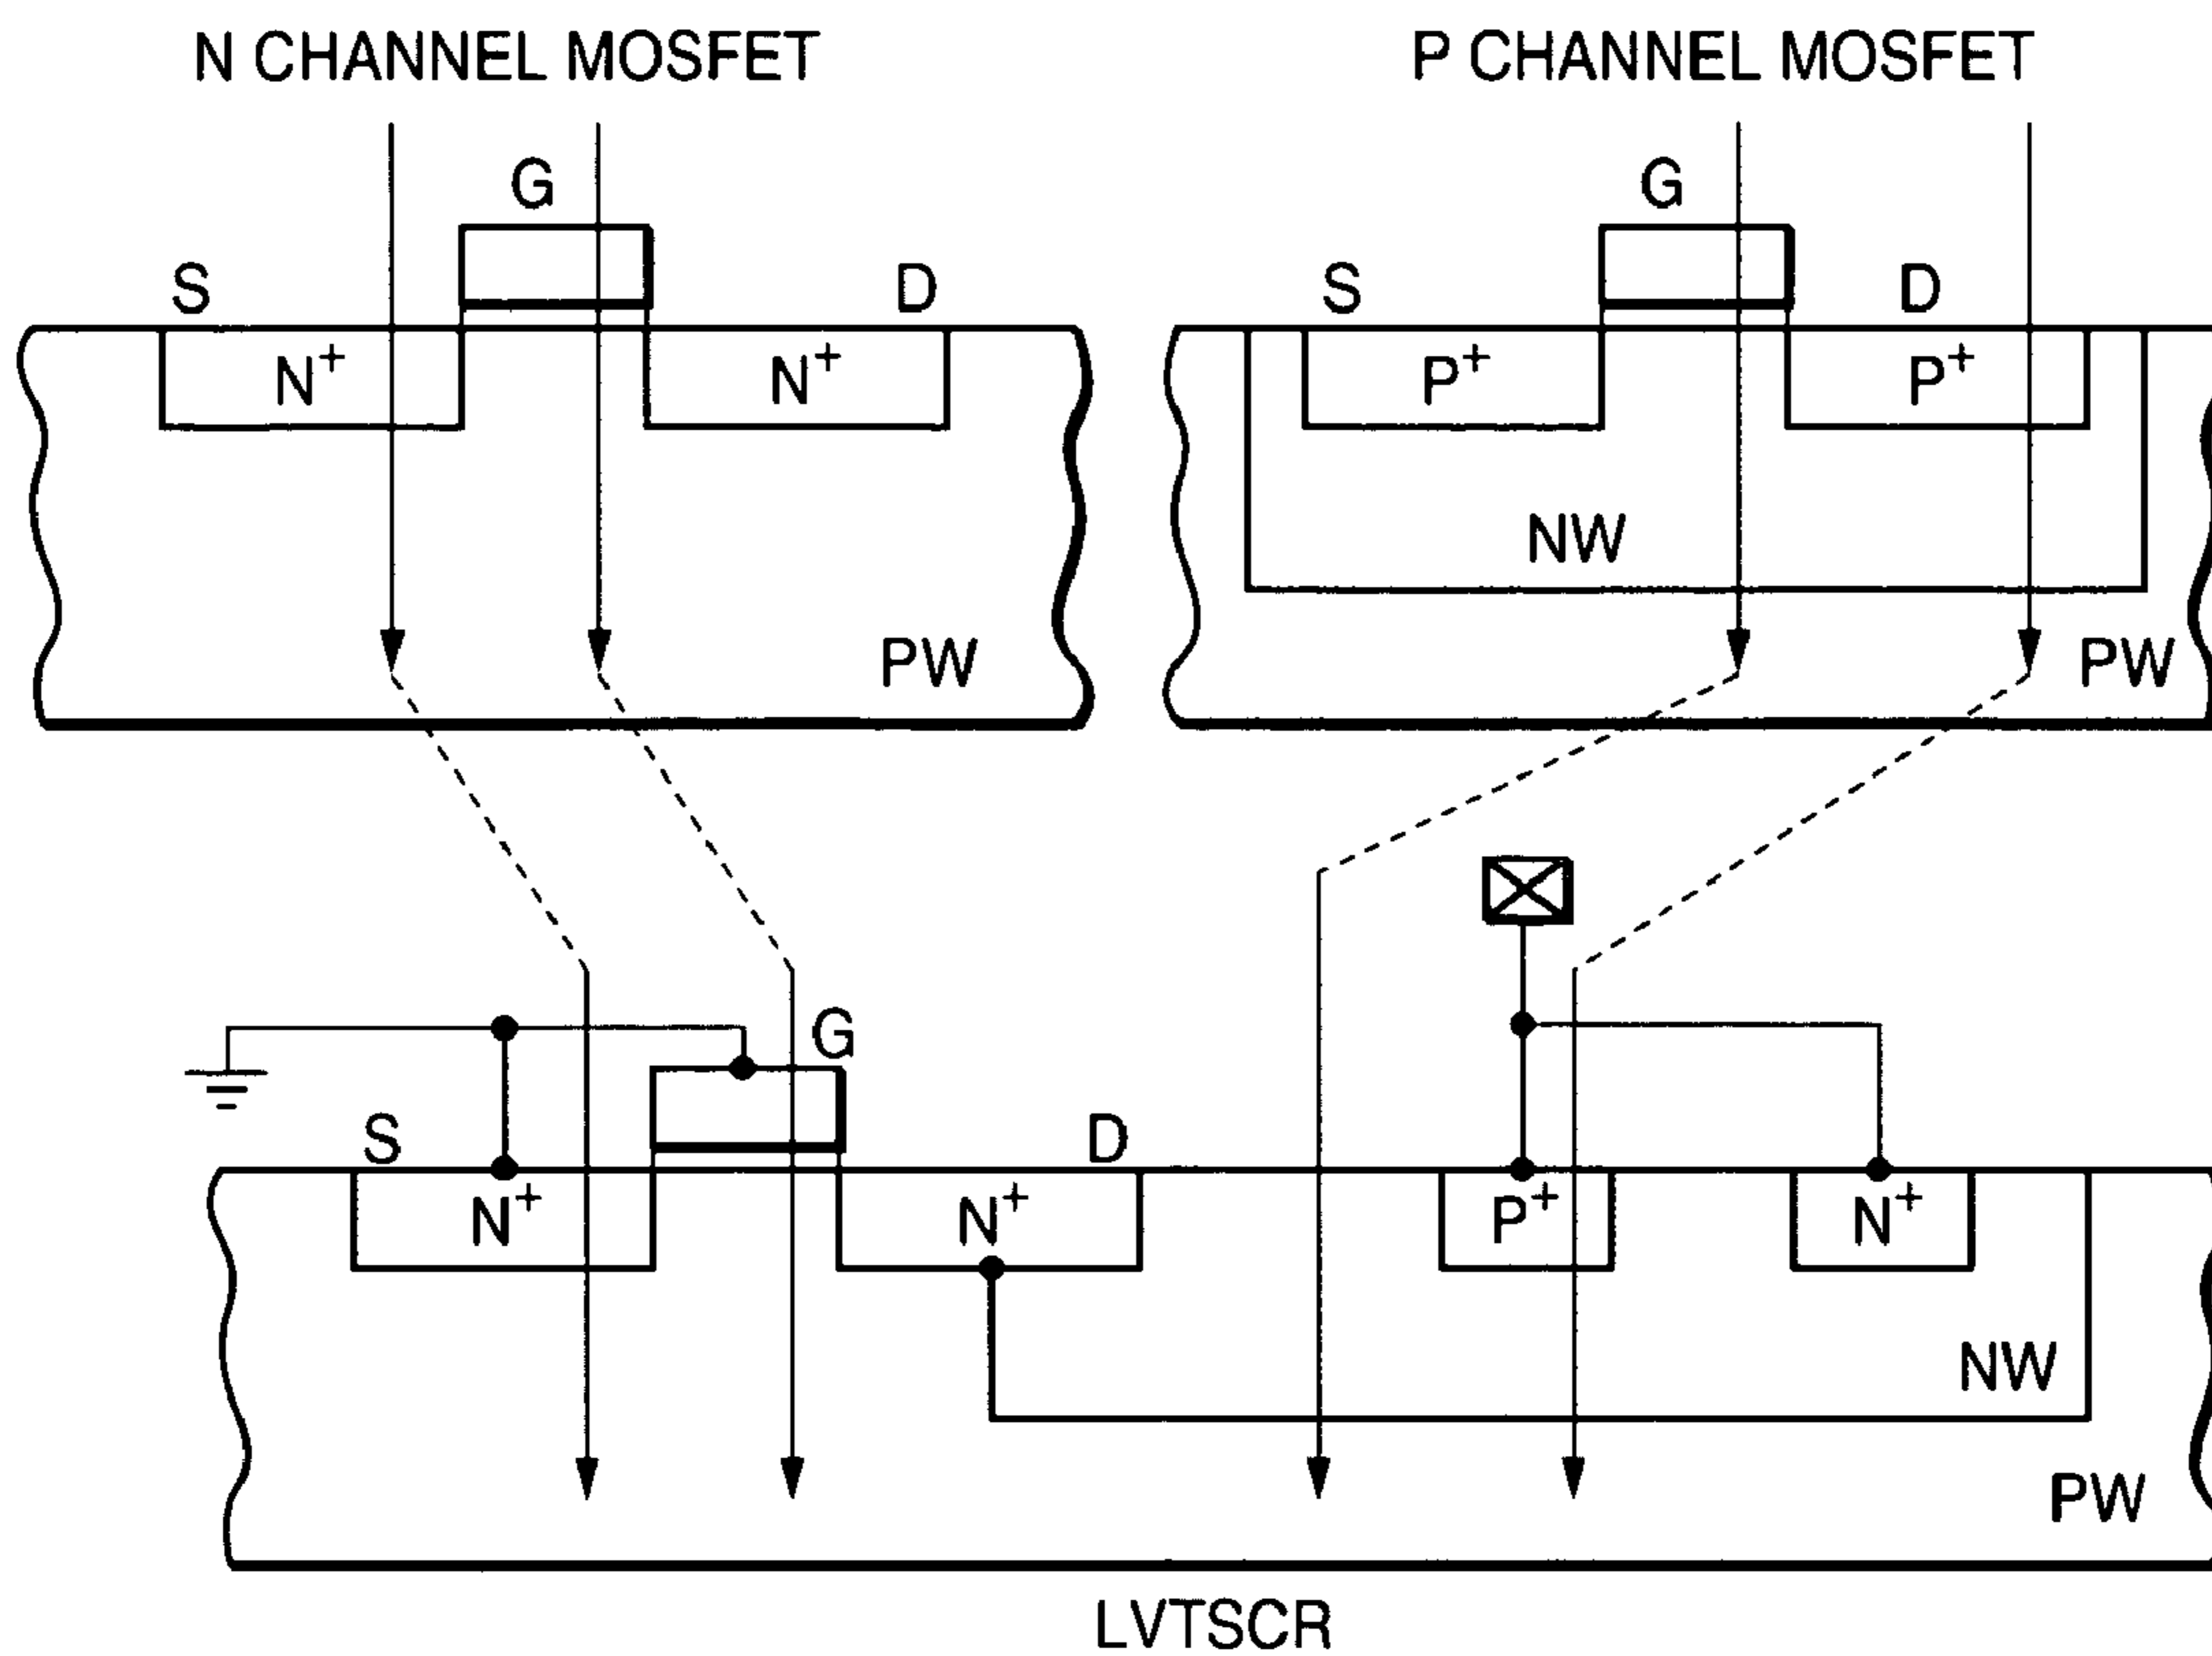 N CHANNEL MOSFET
P CHANNEL MOSFET
G
G
S
D
S
D
N+
N+
P+
P+
NW
PW
PW
G
S
D
N+
N+
P+
N+
NW
PW
LVTSCR